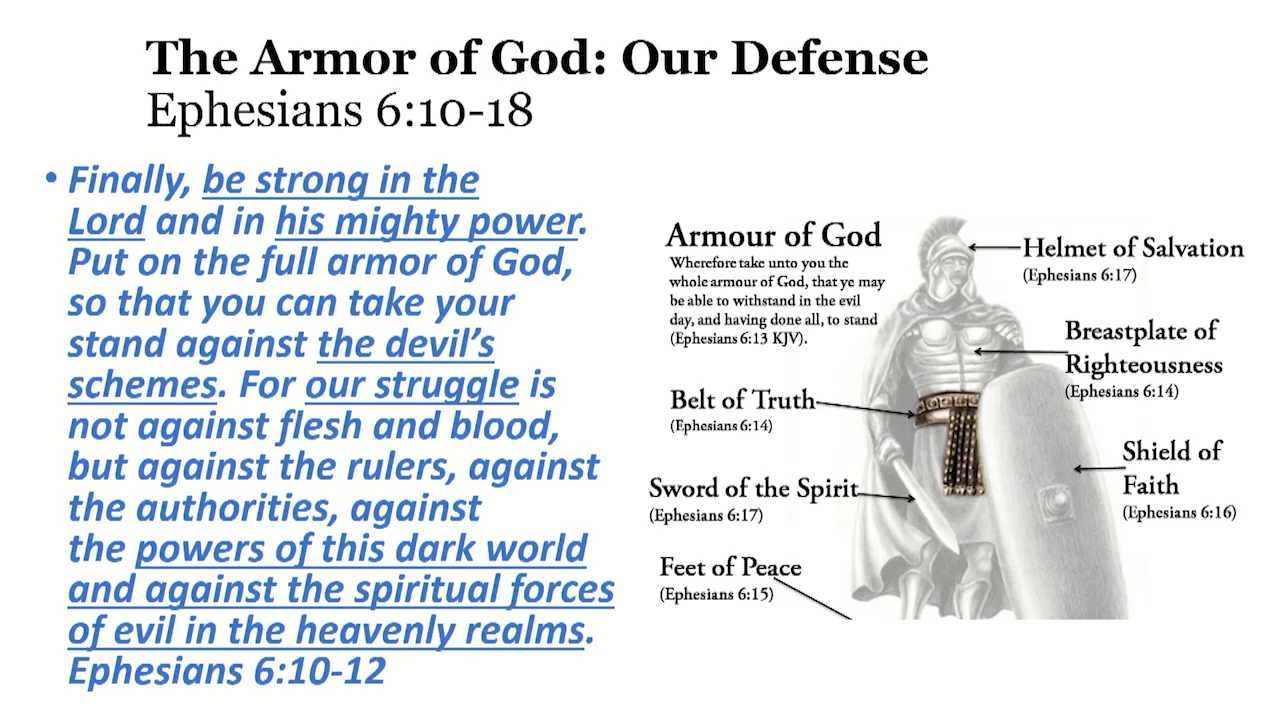 The Armor of God: Our Defense
Ephesians 6:10-18
• Finally, be strong in the
Lord and in his mighty power.
Put on the full armor of God,
so that you can take your
stand against the devil’s
schemes. For our struggle is
not against flesh and blood,
but against the rulers, against
the authorities, against
the powers of this dark world
and against the spiritual forces
of evil in the heavenly realms.
Ephesians 6:10-12
Armour of God
Wherefore take unto you the
whole armour of God, that ye may
be able to withstand in the evil
day, and having done all, to stand
(Ephesians 6:13 KJV).
Helmet of Salvation
(Ephesians 6:17)
Breastplate of
Righteousness
(Ephesians 6:14)
Belt of Truth
(Ephesians 6:14)
Shield of
Faith
(Ephesians 6:16)
Sword of the Spirit
(Ephesians 6:17)
Feet of Peace
(Ephesians 6:15)